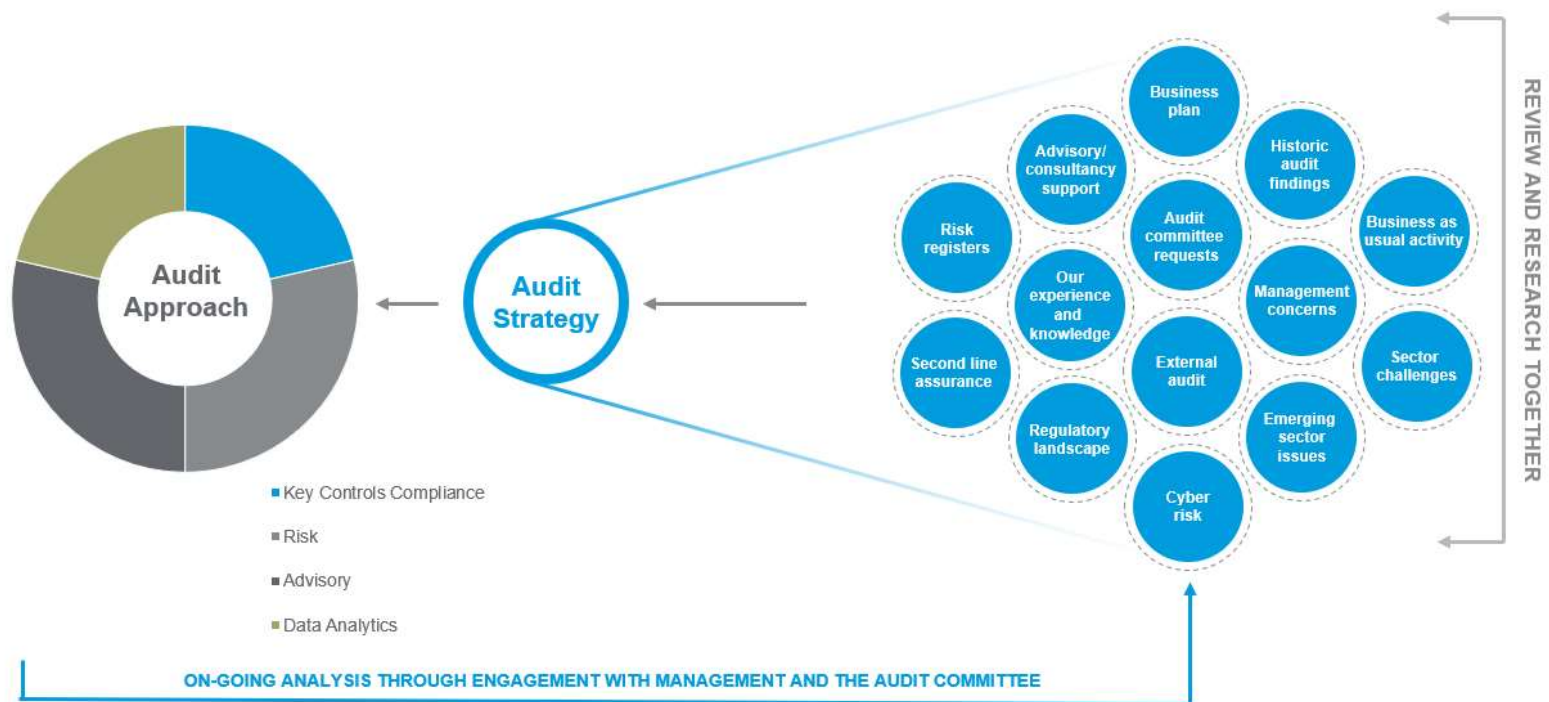 Audit
Approach
Key Controls Compliance
Risk
Advisory
Data Analytics
Audit
Strategy
Business
plan
Advisory/
consultancy
support
Historic
audit
findings
Risk
registers
Audit
committee
requests
Business as
usual activity
Our
experience
and
knowledge
Management
concerns
Second line
assurance
External
audit
Sector
challenges
Regulatory
landscape
Emerging
sector
issues
Cyber
risk
REVIEW AND RESEARCH TOGETHER
ON-GOING ANALYSIS THROUGH ENGAGEMENT WITH MANAGEMENT AND THE AUDIT COMMITTEE